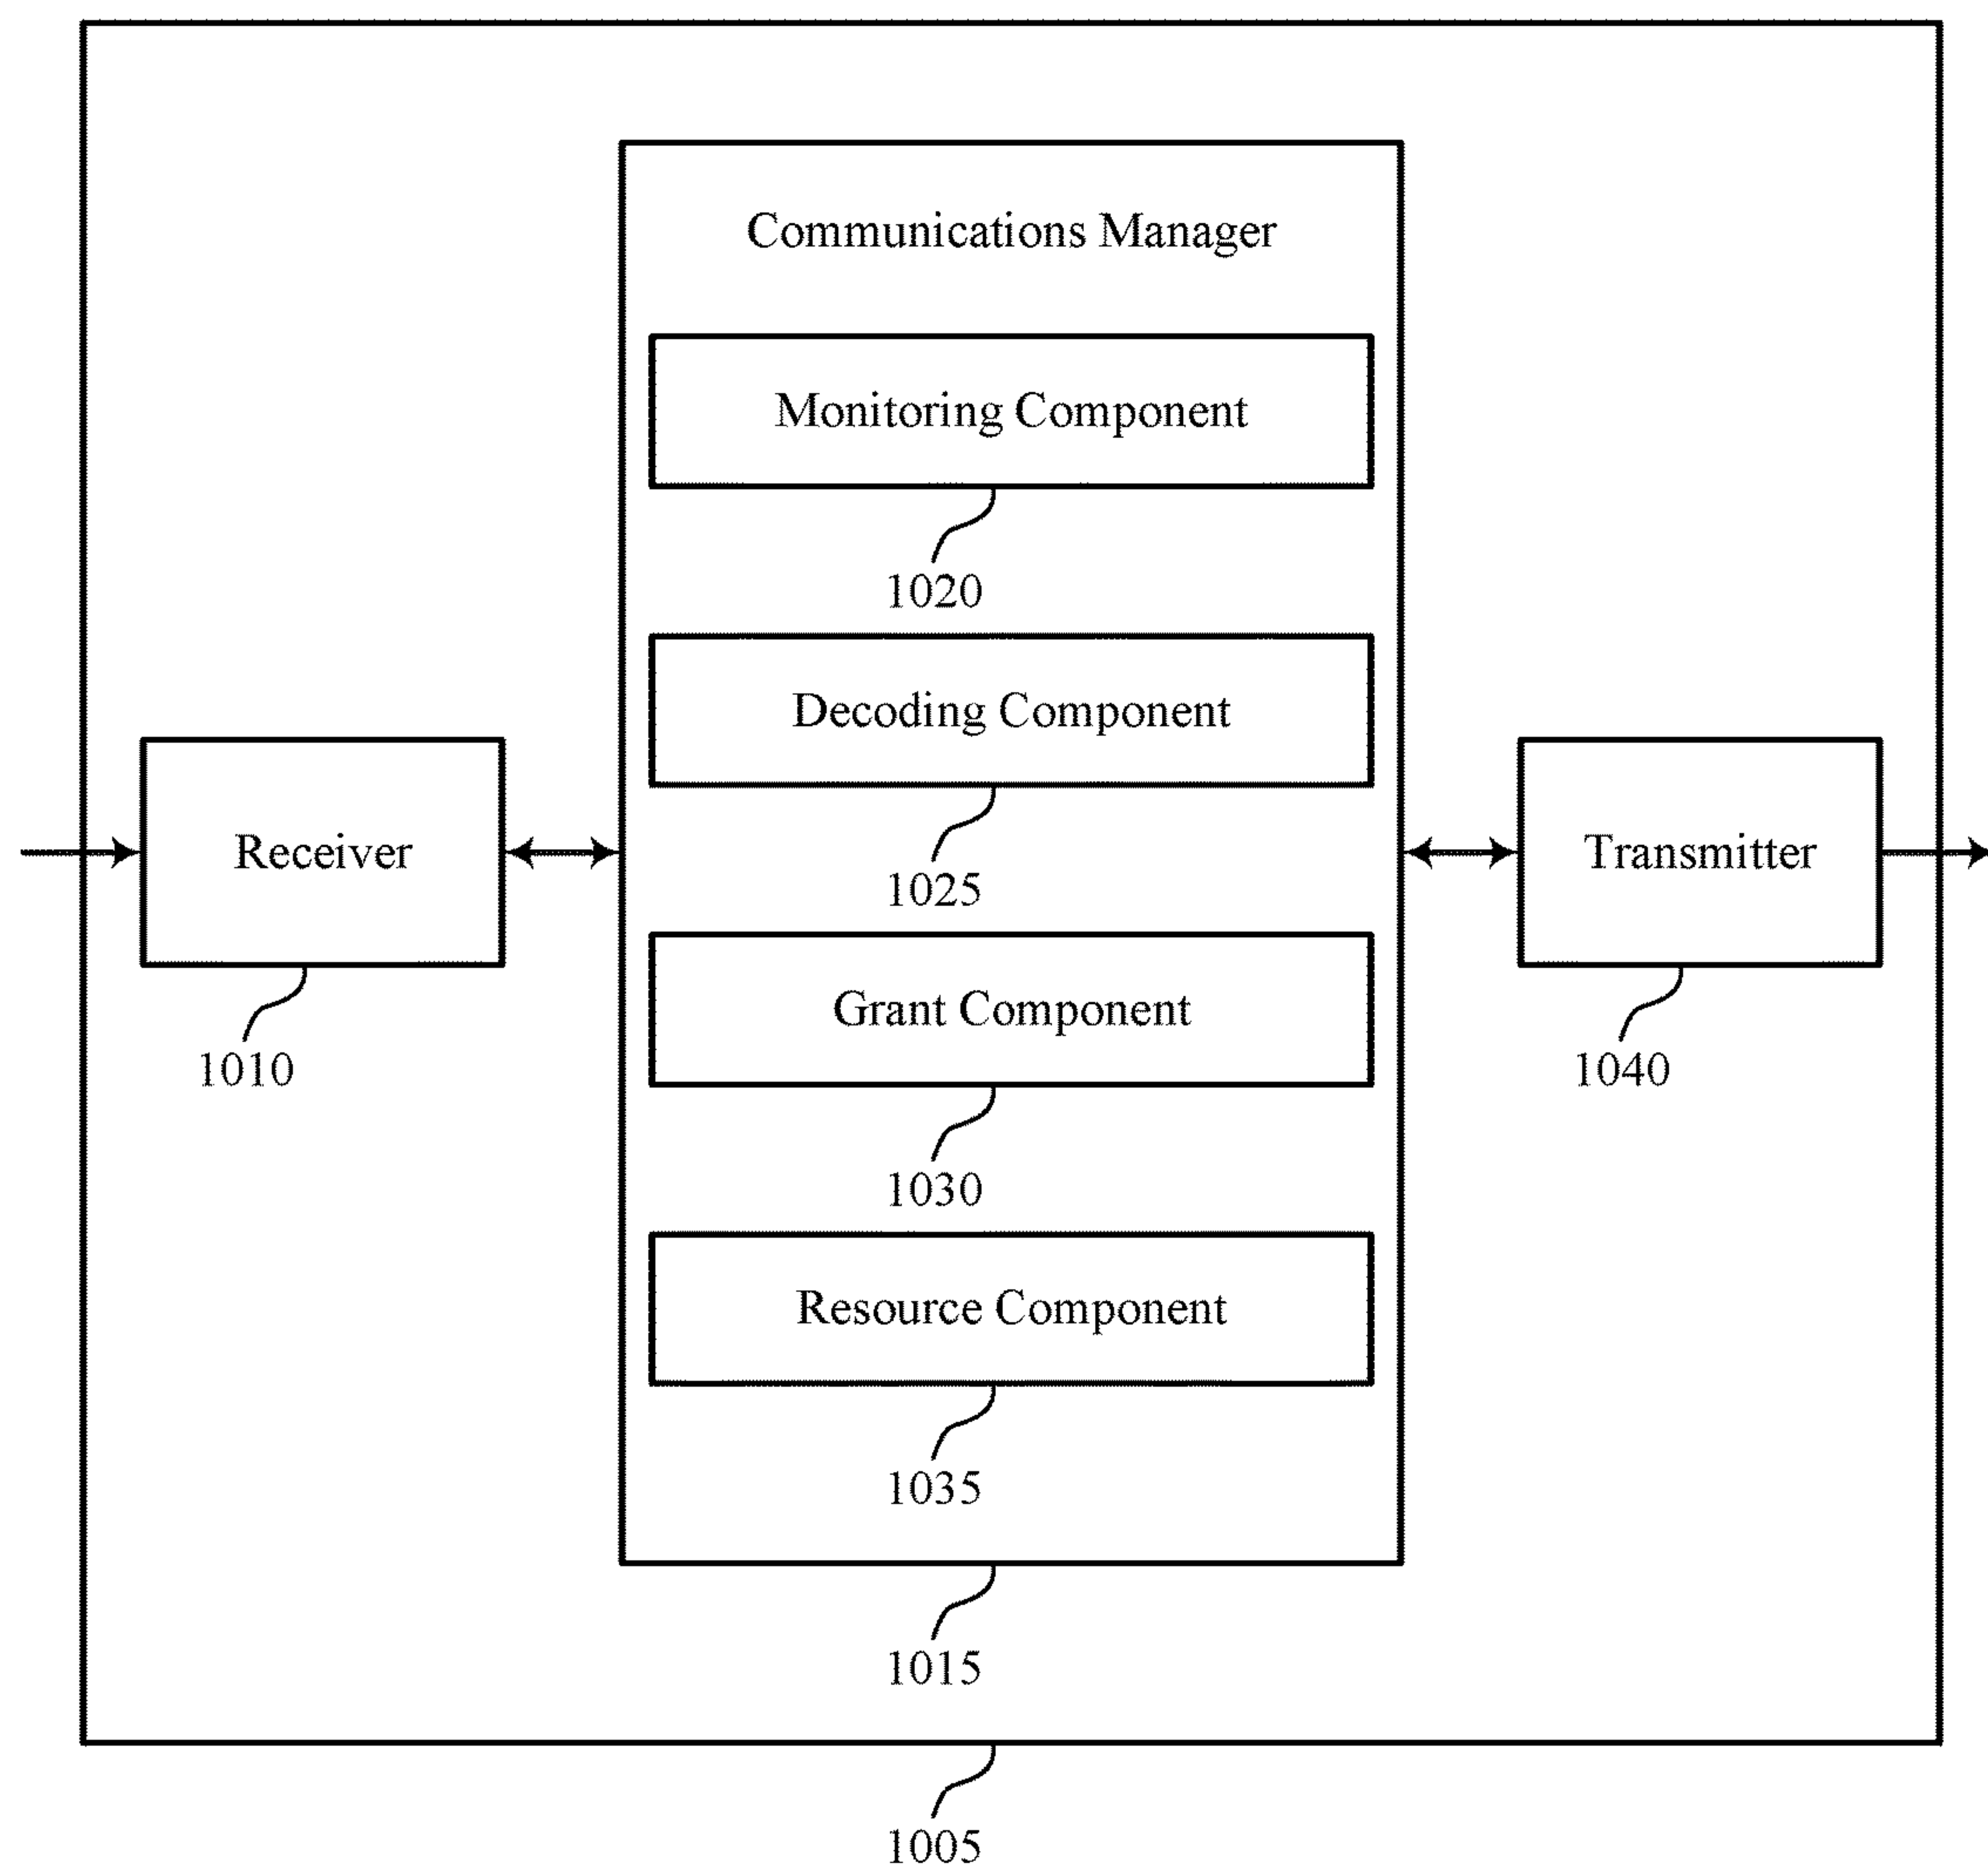 Communications Manager
Monitoring Component
1020
Decoding Component
1025
Receiver
1010
Transmitter
1040
Grant Component
1030
Resource Component
1035
1015
1005